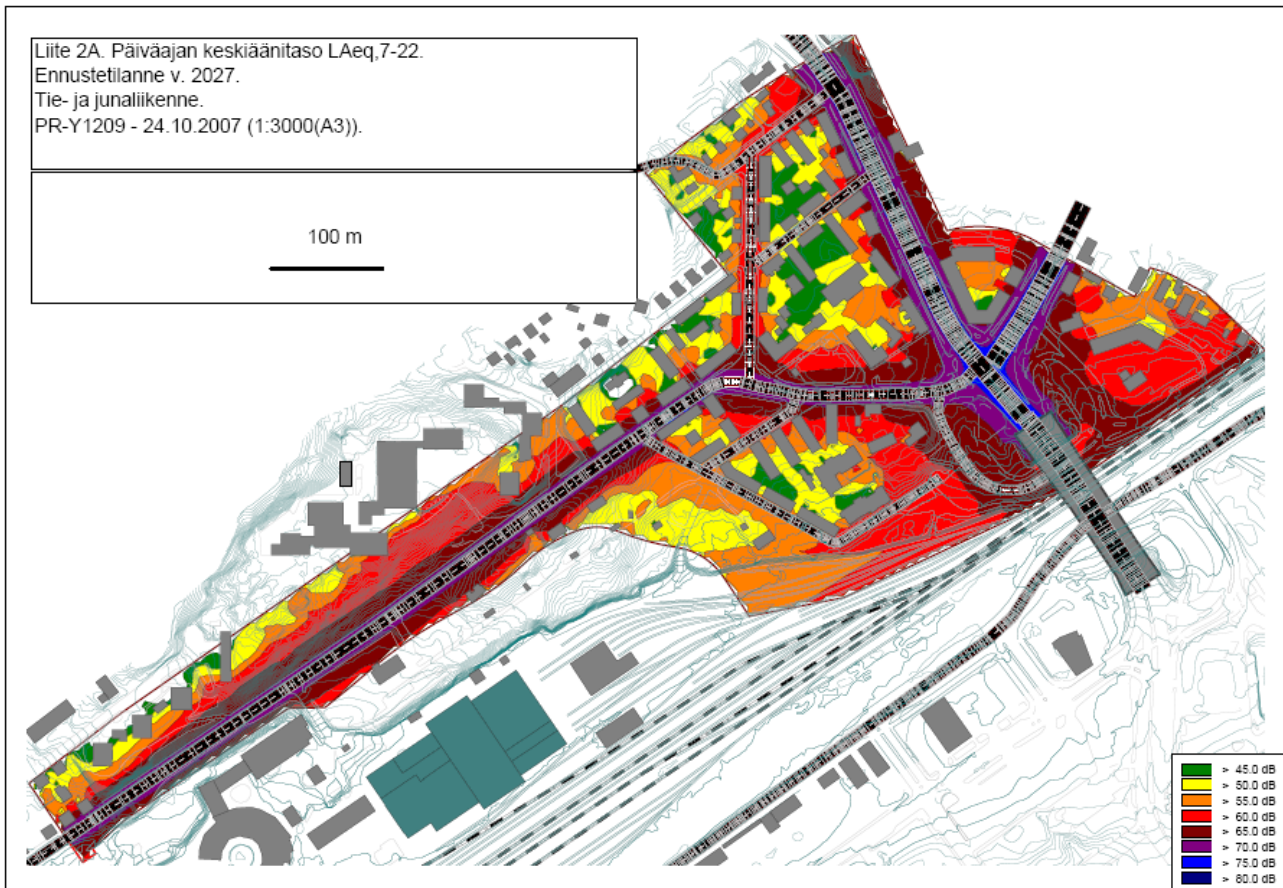 Liite 2A. Päiväajan keskiäänitaso LAeq,7-22.
Ennustetilanne v. 2027.
Tie- ja junaliikenne.
PR-Y1209 - 24.10.2007 (1:3000(A3)).
100 m
> 45.0 dB
> 50.0 dB
> 55.0 dB
> 60.0 dB
> 65.0 dB
> 70.0 dB
> 75.0 dB
> 80.0 dB